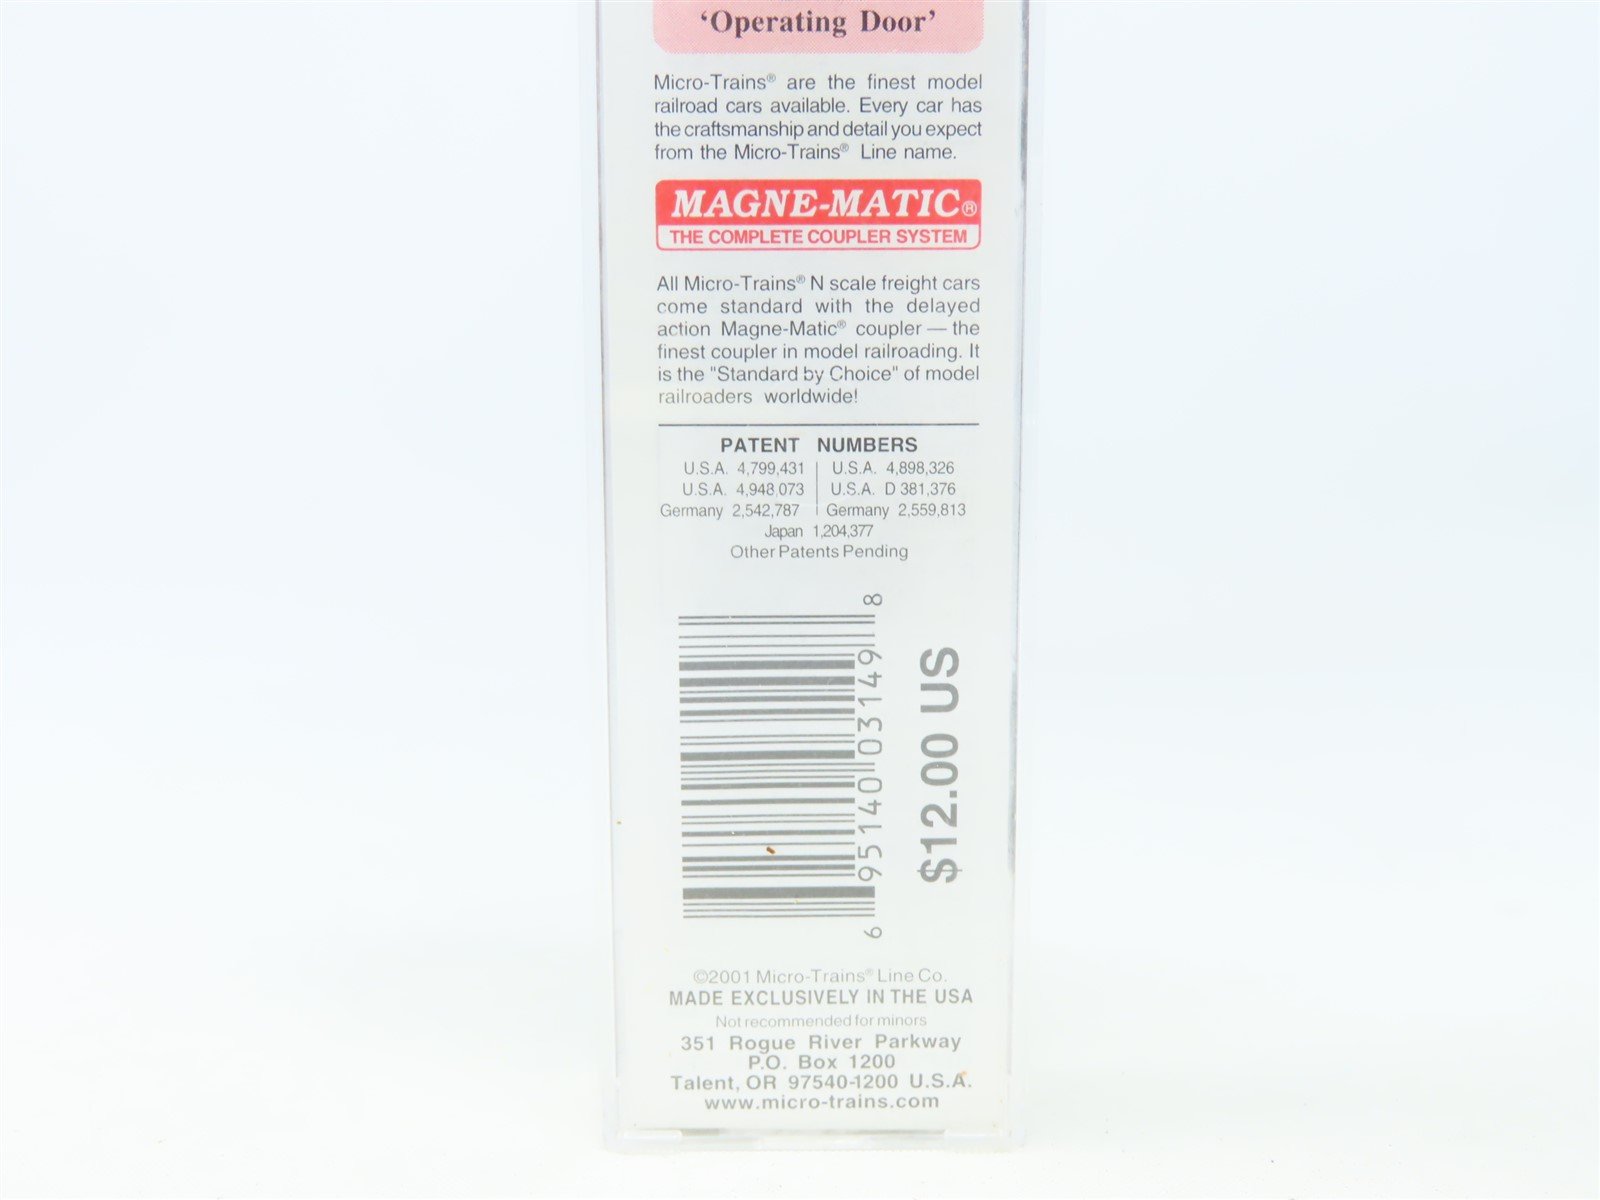 ‘Operating Door’
Micro-Trains® are the finest model
railroad cars available. Every car has
the craftsmanship and detail you expect
from the Micro-Trains® Line name.
MAGNE-MATIC®
THE COMPLETE COUPLER SYSTEM
All Micro-Trains® N scale freight cars
come standard with the delayed
action Magne-Matic® coupler — the
finest coupler in model railroading. It
is the "Standard by Choice" of model
railroaders worldwide!
PATENT NUMBERS
U.S.A. 4,799,431 | U.S.A. 4,898,326
U.S.A. 4,948,073 | U.S.A. D 381,376
Germany 2,542,787 | Germany 2,559,813
Japan 1,204,377
Other Patents Pending
6 95140 03149 8
$12.00 US
©2001 Micro-Trains® Line Co.
MADE EXCLUSIVELY IN THE USA
Not recommended for minors
351 Rogue River Parkway
P.O. Box 1200
Talent, OR 97540-1200 U.S.A.
www.micro-trains.com